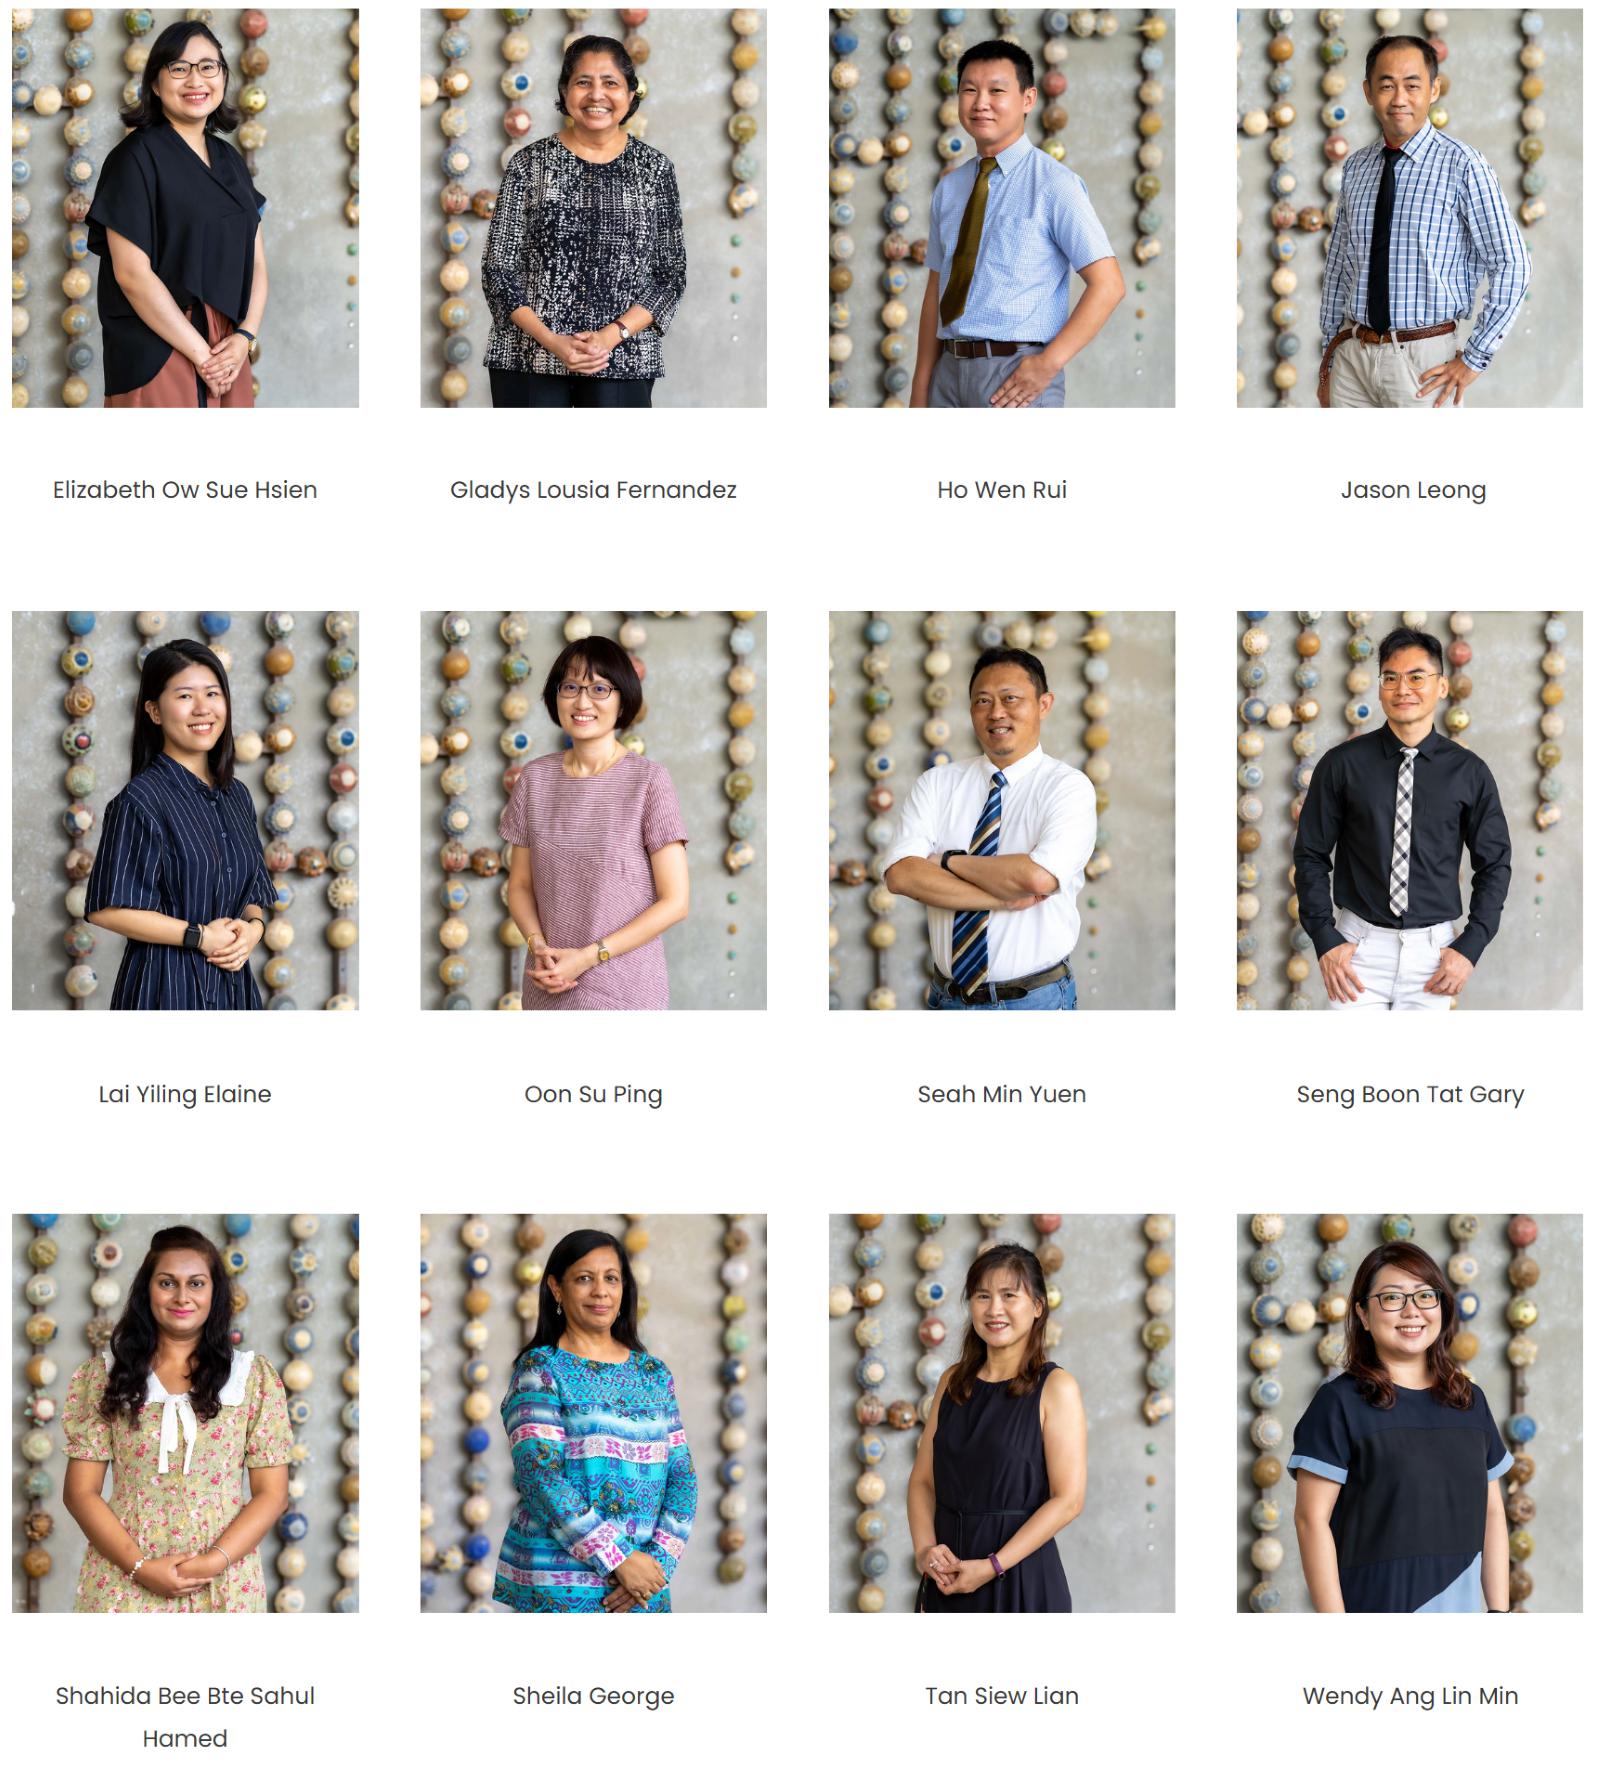 Elizabeth Ow Sue Hsien
Gladys Lousia Fernandez
Ho Wen Rui
Jason Leong
Lai Yiling Elaine
Oon Su Ping
Seah Min Yuen
Seng Boon Tat Gary
Shahida Bee Bte Sahul
Hamed
Sheila George
Tan Siew Lian
Wendy Ang Lin Min